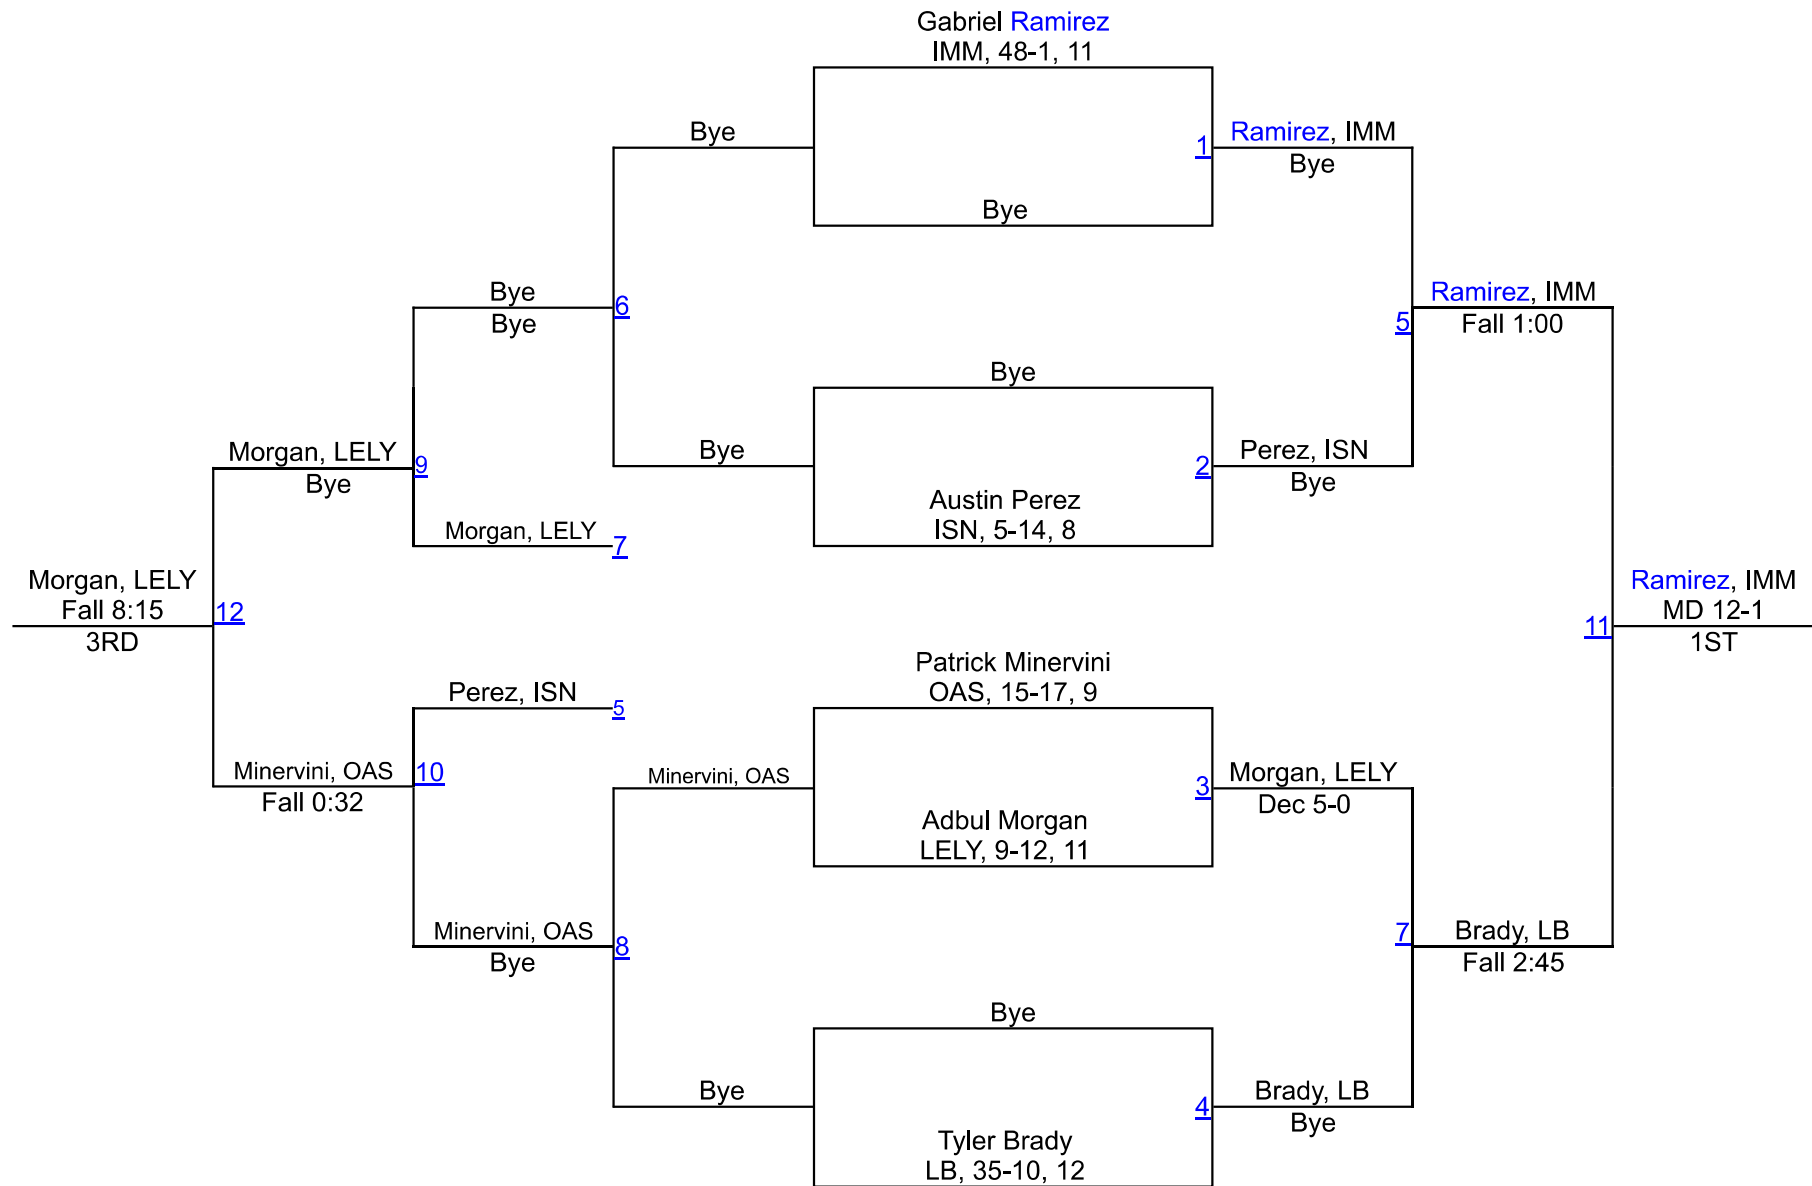 Gabriel Ramirez
IMM, 48-1, 11
Bye
1
Ramirez, IMM
Bye
Bye
Bye
Bye
6
5
Ramirez, IMM
Fall 1:00
Bye
Bye
2
Perez, ISN
Bye
Austin Perez
ISN, 5-14, 8
Morgan, LELY
Bye
9
Morgan, LELY
7
Morgan, LELY
Fall 8:15
3RD
12
11
Ramirez, IMM
MD 12-1
1ST
Perez, ISN
5
Patrick Minervini
OAS, 15-17, 9
Minervini, OAS
Fall 0:32
10
Minervini, OAS
3
Morgan, LELY
Dec 5-0
Adbul Morgan
LELY, 9-12, 11
Minervini, OAS
Bye
8
7
Brady, LB
Fall 2:45
Bye
Bye
4
Brady, LB
Bye
Tyler Brady
LB, 35-10, 12